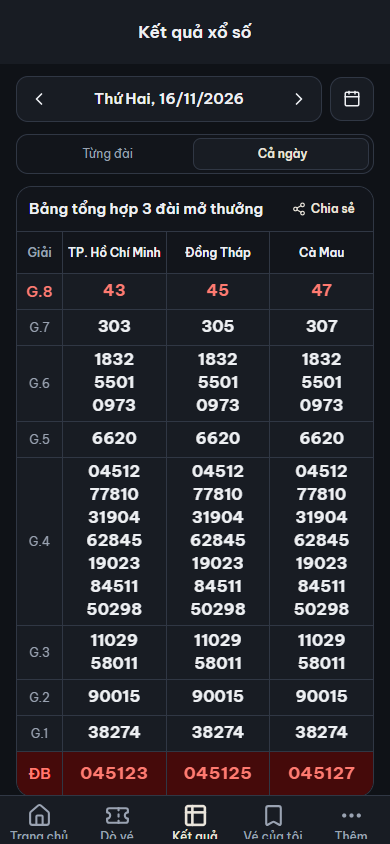 Kết quả xổ số
Thứ Hai, 16/11/2026
Từng đài Cả ngày
Bảng tổng hợp 3 đài mở thưởng Chia sẻ
Giải TP. Hồ Chí Minh Đồng Tháp Cà Mau
G.8 43 45 47
G.7 303 305 307
1832 1832 1832
G.6 5501 5501 5501
0973 0973 0973
G.5 6620 6620 6620
04512 04512 04512
77810 77810 77810
31904 31904 31904
G.4 62845 62845 62845
19023 19023 19023
84511 84511 84511
50298 50298 50298
G.3 11029 11029 11029
58011 58011 58011
G.2 90015 90015 90015
G.1 38274 38274 38274
ĐB 045123 045125 045127
Trang chủ Dò vé Kết quả Vé của tôi Thêm